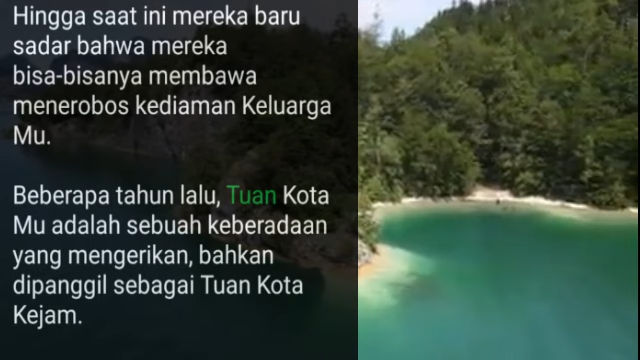 Hingga saat ini mereka baru
sadar bahwa mereka
bisa-bisanya membawa
menerobos kediaman Keluarga
Mu.
Beberapa tahun lalu, Tuan Kota
Mu adalah sebuah keberadaan
yang mengerikan, bahkan
dipanggil sebagai Tuan Kota
Kejam.